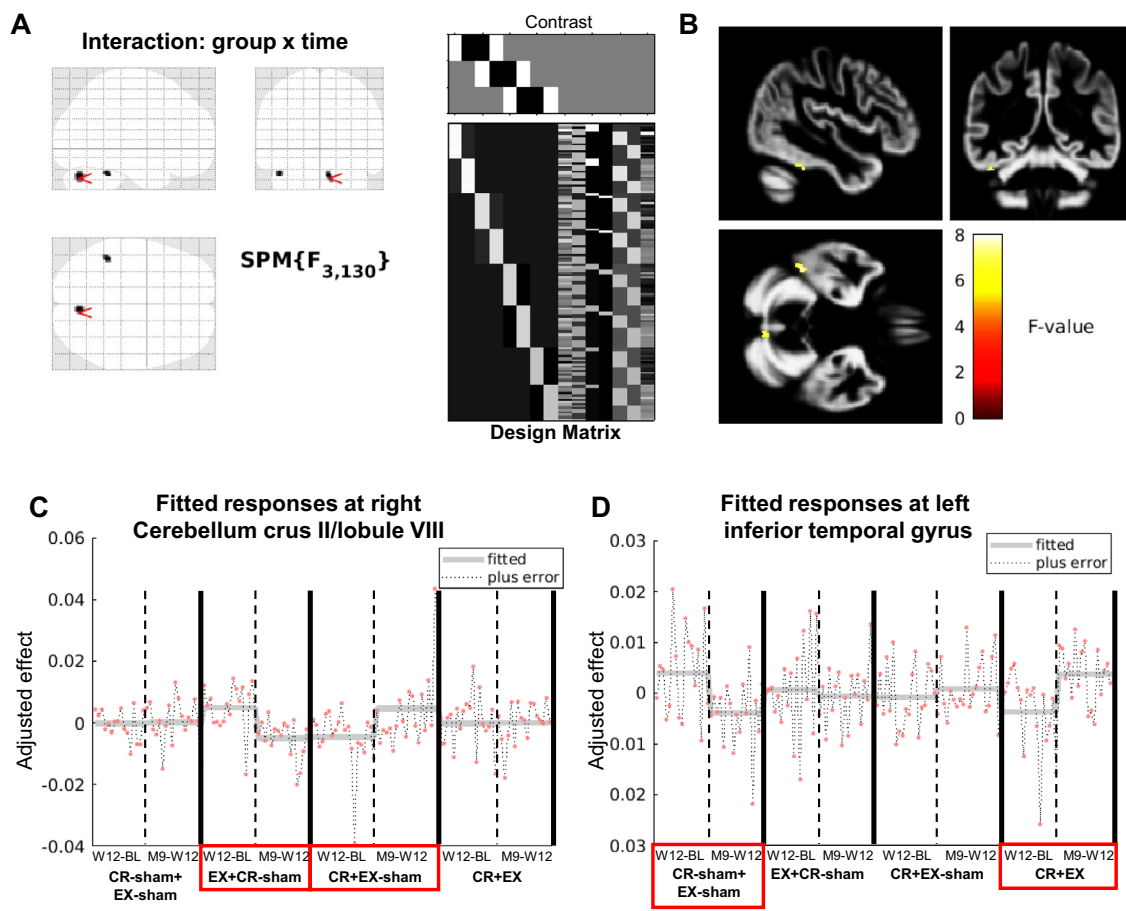 A
Interaction: group x time
SPM{F3,130}
Contrast
Design Matrix
B
8
6
4
2
0
F-value
C
Fitted responses at right
Cerebellum crus II/lobule VIII
fitted
plus error
Adjusted effect
0.06
0.04
0.02
0
-0.02
-0.04
W12-BL M9-W12 W12-BL M9-W12 W12-BL M9-W12 W12-BL M9-W12
CR-sham+
EX-sham
EX+CR-sham
CR+EX-sham
CR+EX
D
Fitted responses at left
inferior temporal gyrus
fitted
plus error
Adjusted effect
0.03
0.02
0.01
0
0.01
0.02
0.03
W12-BL M9-W12 W12-BL M9-W12 W12-BL M9-W12 W12-BL M9-W12
CR-sham+
EX-sham
EX+CR-sham
CR+EX-sham
CR+EX